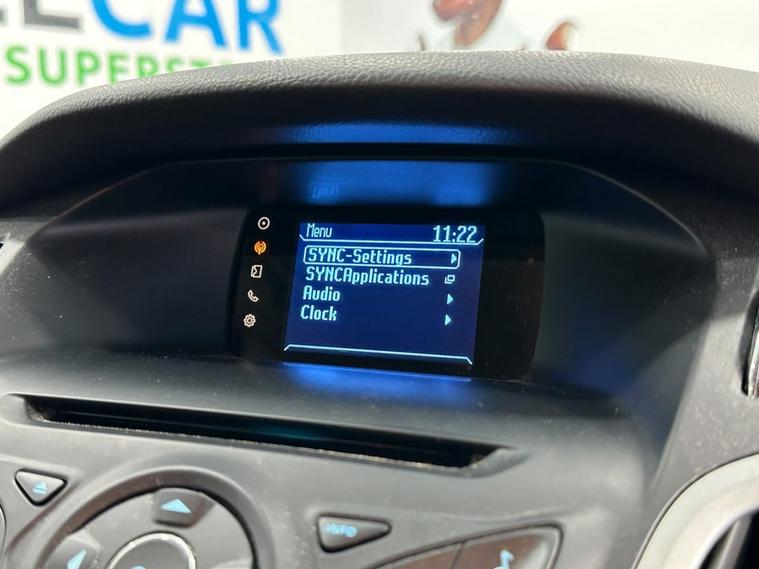 CAR
SUPERST
Menu 11:22
SYNC-Settings
SYNCApplications
Audio
Clock
INFO